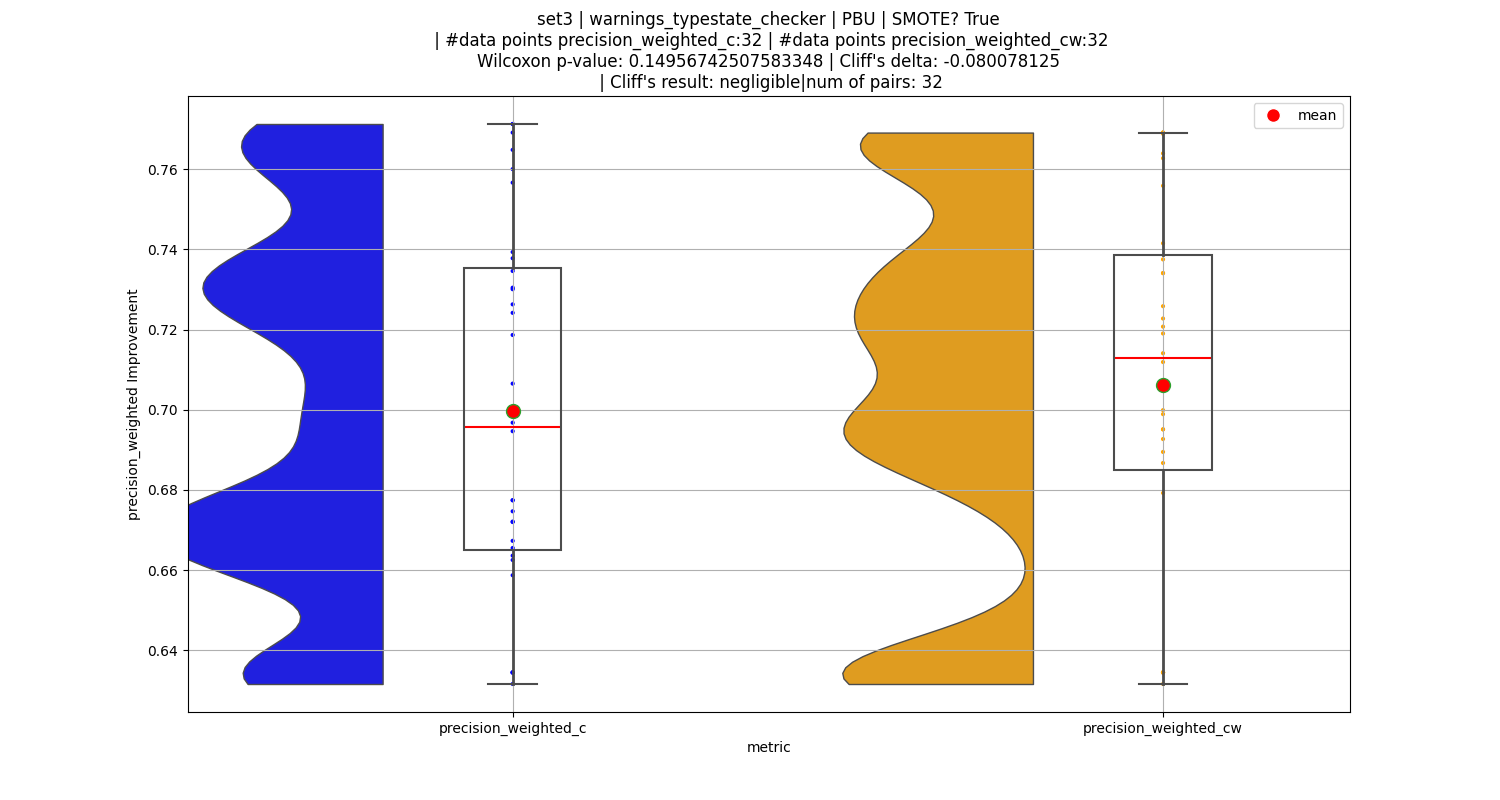 set3 | warnings_typestate_checker | PBU | SMOTE? True
| #data points precision_weighted_c:32 | #data points precision_weighted_cw:32
Wilcoxon p-value: 0.14956742507583348 | Cliff's delta: -0.080078125
| Cliff's result: negligible|num of pairs: 32
mean
0.76
0.74
0.72
0.70
0.68
0.66
0.64
precision_weighted Improvement
precision_weighted_c
precision_weighted_cw
metric